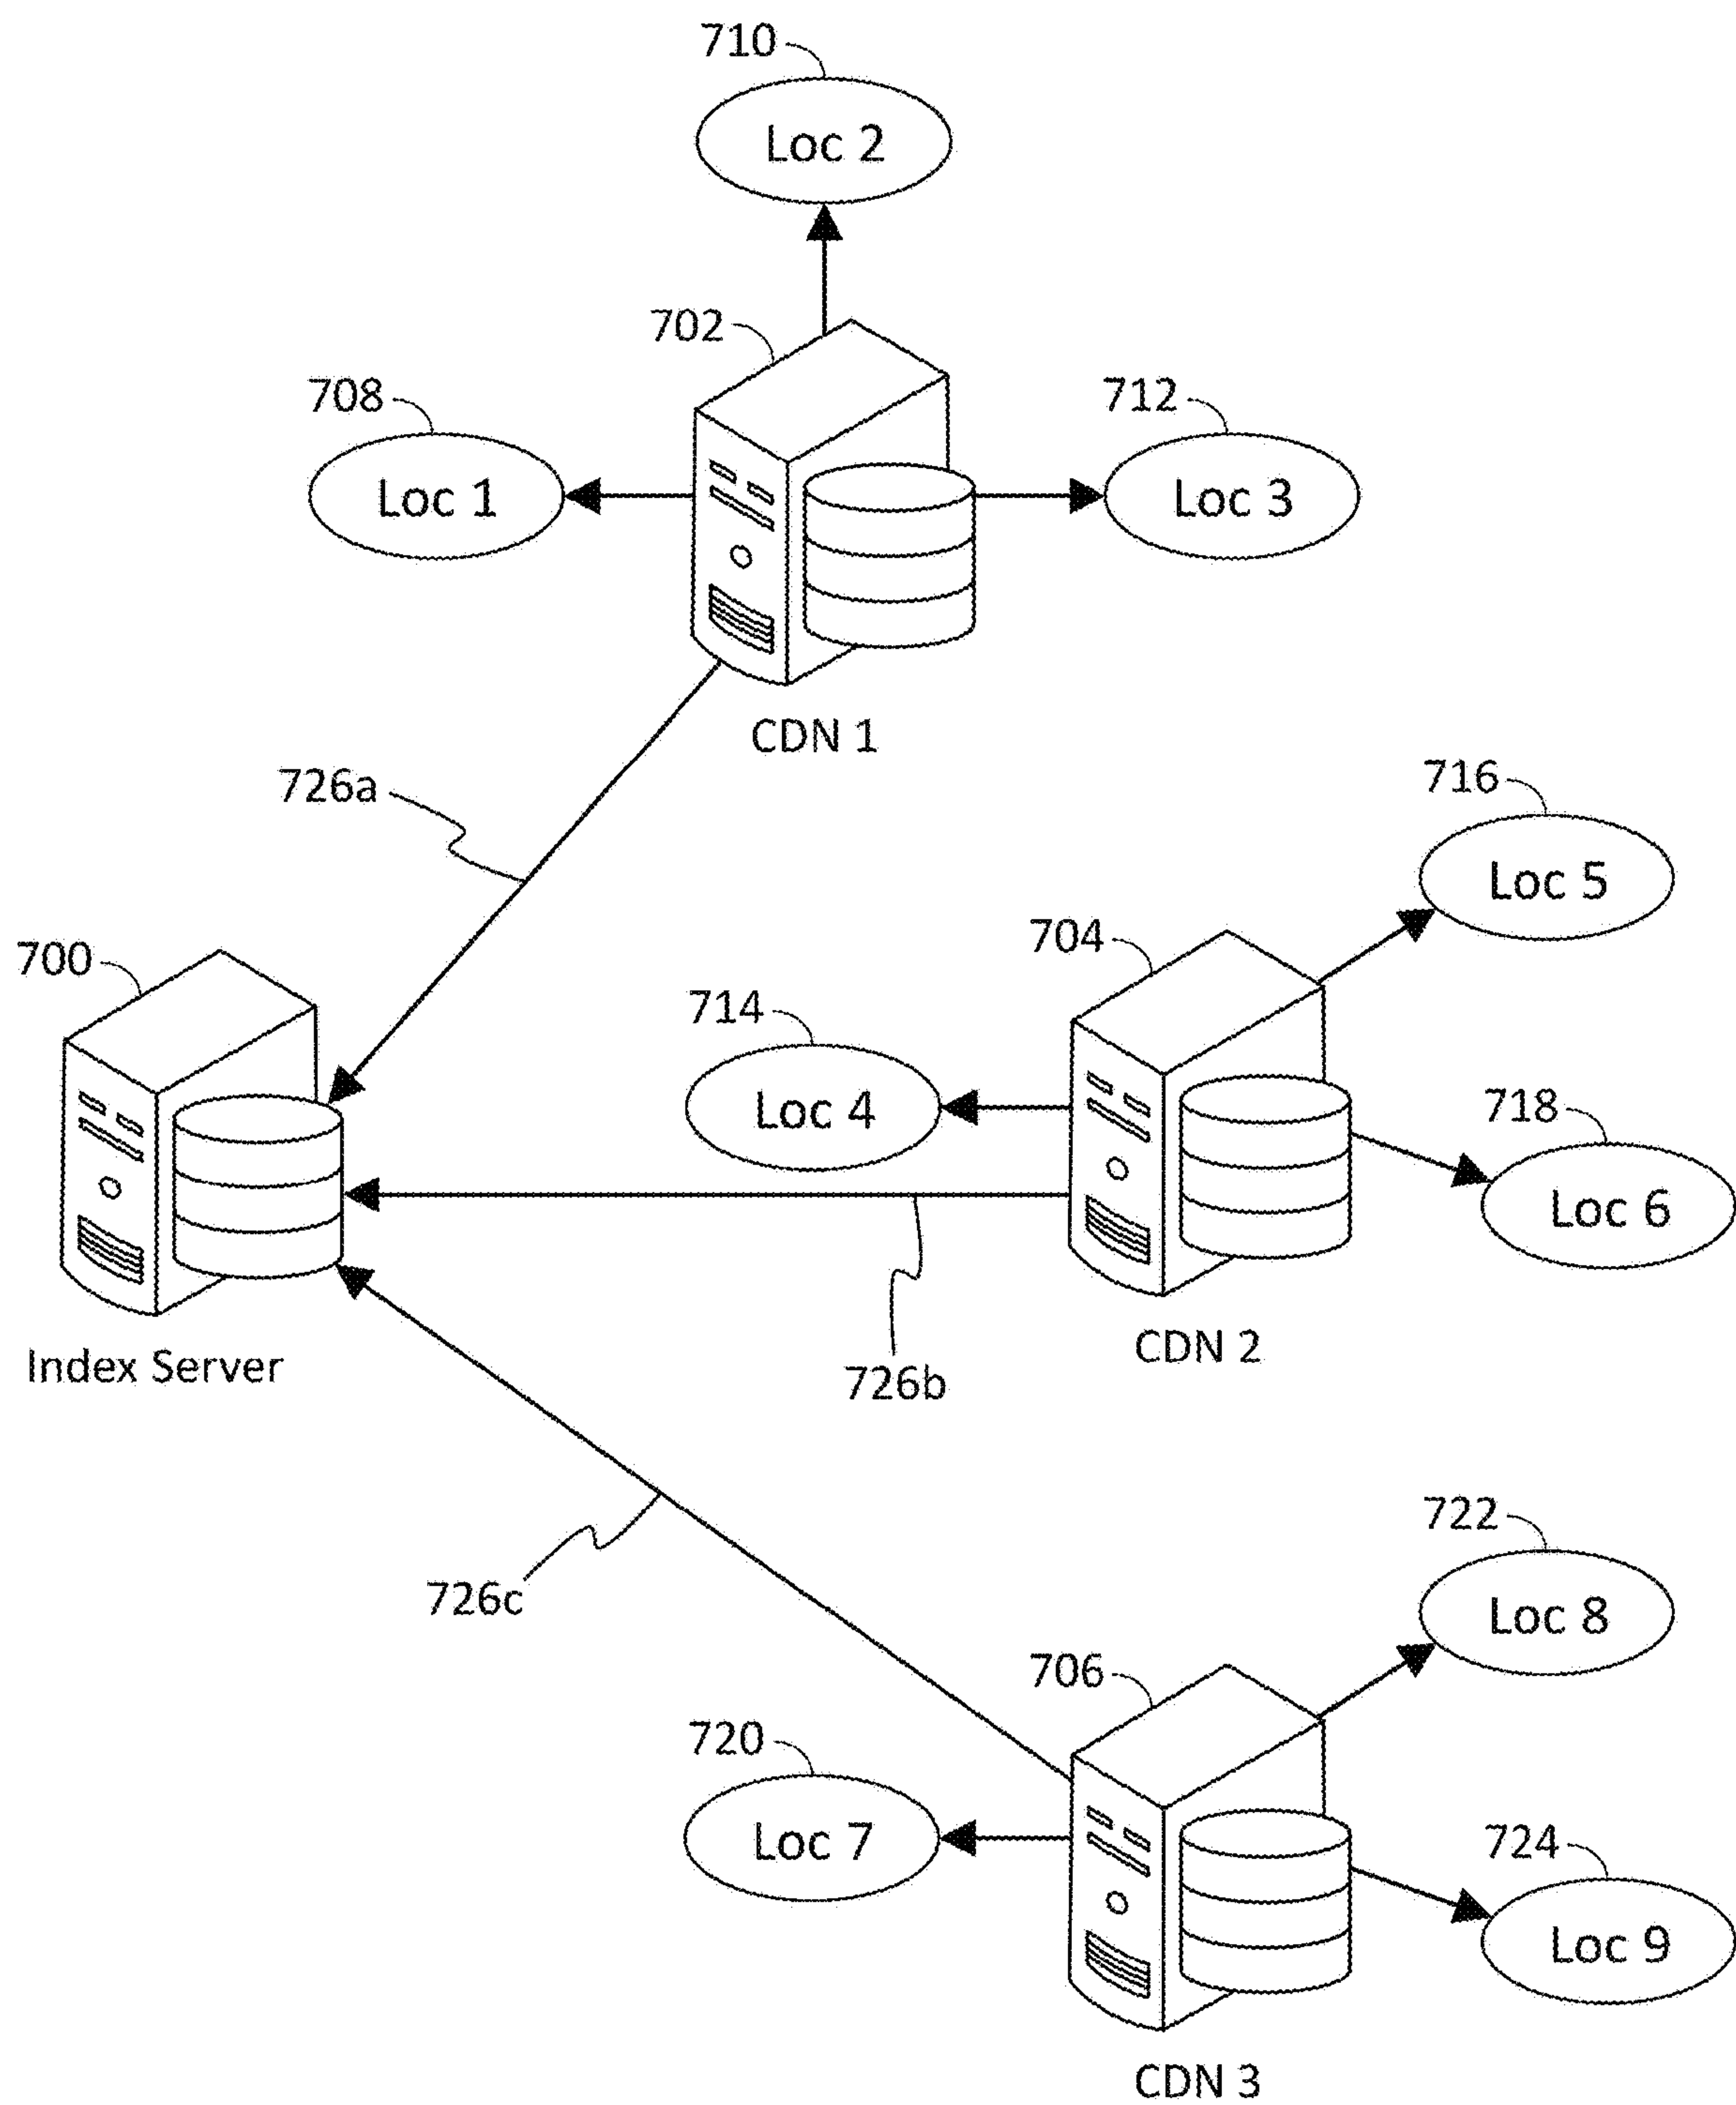 710
Loc 2
702
708
712
Loc 1
Loc 3
CDN 1
726a
716
Loc 5
704
700
714
Loc 4
718
Loc 6
CDN 2
Index Server
726b
722
726c
Loc 8
706
720
Loc 7
724
Loc 9
CDN 3